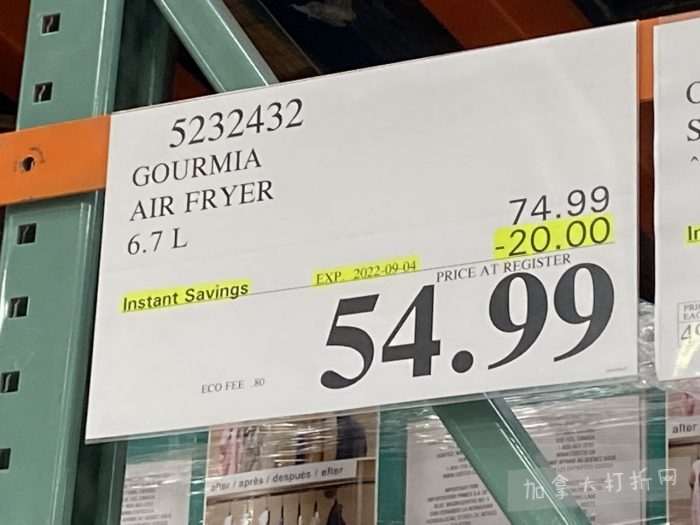 5232432
GOURMIA
AIR FRYER
6.7 L
74.99
-20.00
EXP. 2022-09-04
PRICE AT REGISTER
Instant Savings
54.99
ECO FEE .80
after / après / después / after
after
加拿大打折网